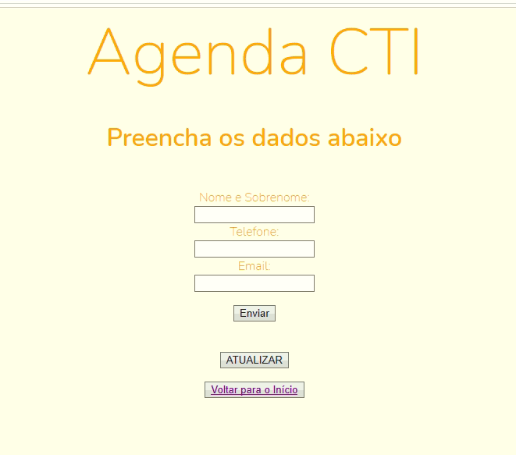 Agenda CTI
Preencha os dados abaixo
Nome e Sobrenome:
Telefone:
Email:
Enviar
ATUALIZAR
Voltar para o Início